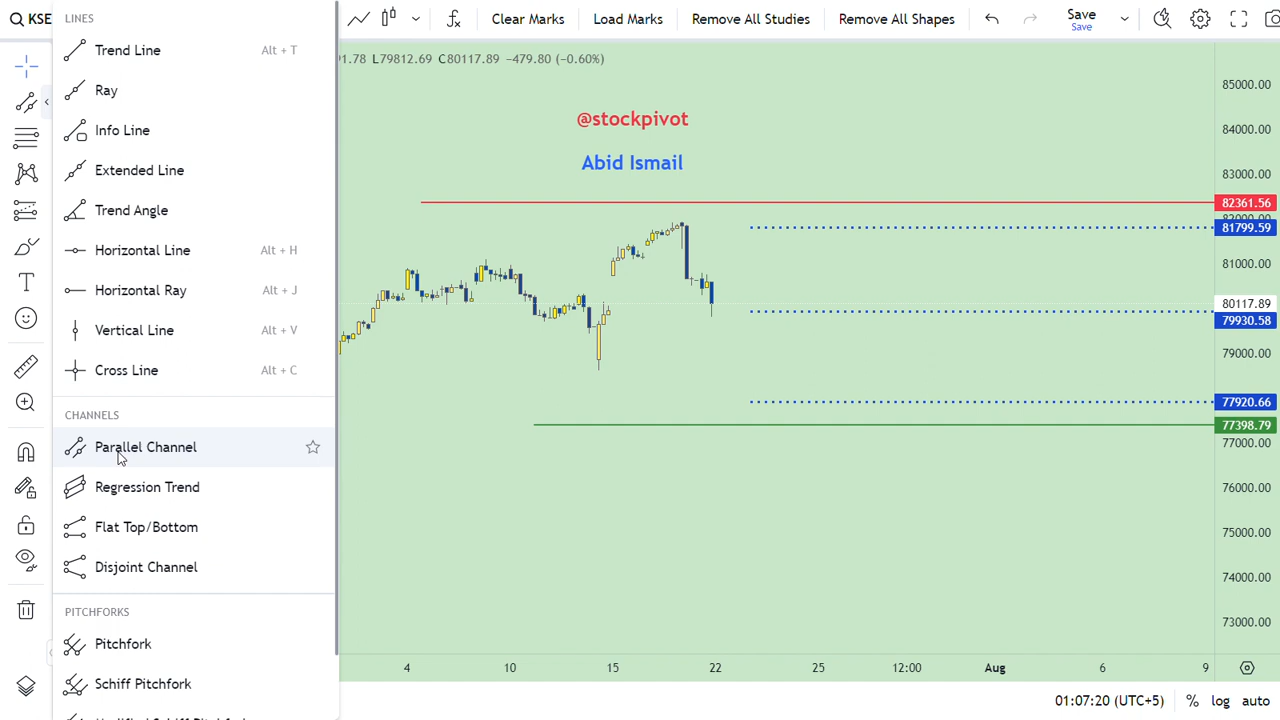 KSE
Clear Marks
Load Marks
Remove All Studies
Remove All Shapes
Save
Save
LINES
Trend Line Alt + T
Ray
Info Line
Extended Line
Trend Angle
Horizontal Line Alt + H
Horizontal Ray Alt + J
Vertical Line Alt + V
Cross Line Alt + C
CHANNELS
Parallel Channel
Regression Trend
Flat Top/Bottom
Disjoint Channel
PITCHFORKS
Pitchfork
Schiff Pitchfork
1.78 L79812.69 C80117.89 −479.80 (−0.60%)
@stockpivot
Abid Ismail
85000.00
84000.00
83000.00
82361.56
82000.00
81799.59
81000.00
80117.89
79930.58
79000.00
77920.66
77398.79
77000.00
76000.00
75000.00
74000.00
73000.00
4 10 15 22 25 12:00 Aug 6 9
01:07:20 (UTC+5) % log auto